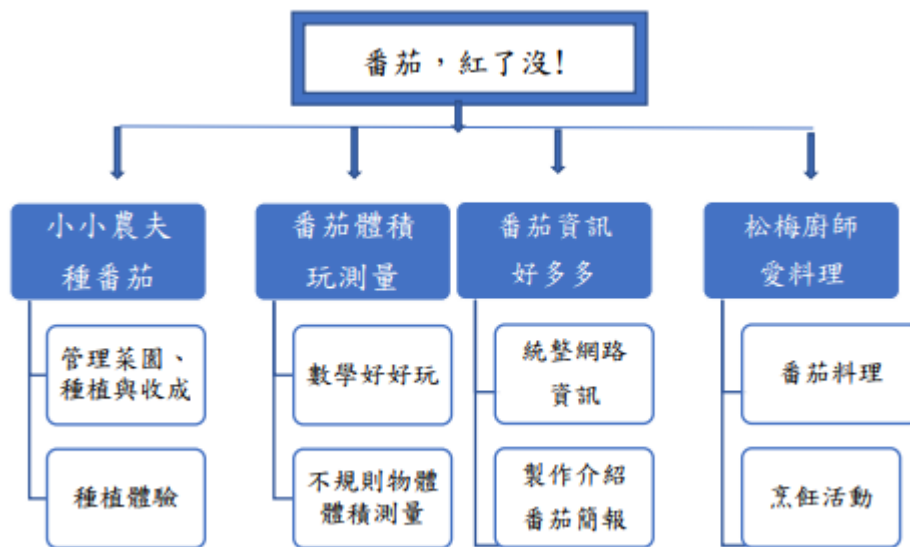 番茄，紅了沒!
小小農夫
種番茄
管理菜園、
種植與收成
種植體驗
番茄體積
玩測量
數學好好玩
不規則物體
體積測量
番茄資訊
好多多
統整網路
資訊
製作介紹
番茄簡報
松梅廚師
愛料理
番茄料理
烹飪活動